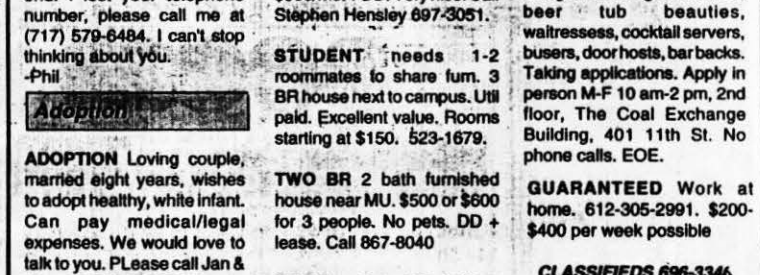 number, please call me at
(717) 579-6484. I can't stop
thinking about you.
-Phil
Adoption
ADOPTION Loving couple,
married eight years, wishes
to adopt healthy, white infant.
Can pay medical/legal
expenses. We would love to
talk to you. PLease call Jan &
Stephen Hensley 697-3051.
STUDENT needs 1-2
roommates to share furn. 3
BR house next to campus. Util
paid. Excellent value. Rooms
starting at $150. 523-1679.
TWO BR 2 bath furnished
house near MU. $500 or $600
for 3 people. No pets. DD +
lease. Call 867-8040
beer tub beauties,
waitressess, cocktail servers,
busers, door hosts, bar backs.
Taking applications. Apply in
person M-F 10 am-2 pm, 2nd
floor, The Coal Exchange
Building, 401 11th St. No
phone calls. EOE.
GUARANTEED Work at
home. 612-305-2991. $200-
$400 per week possible
CLASSIFIEDS 696-3346